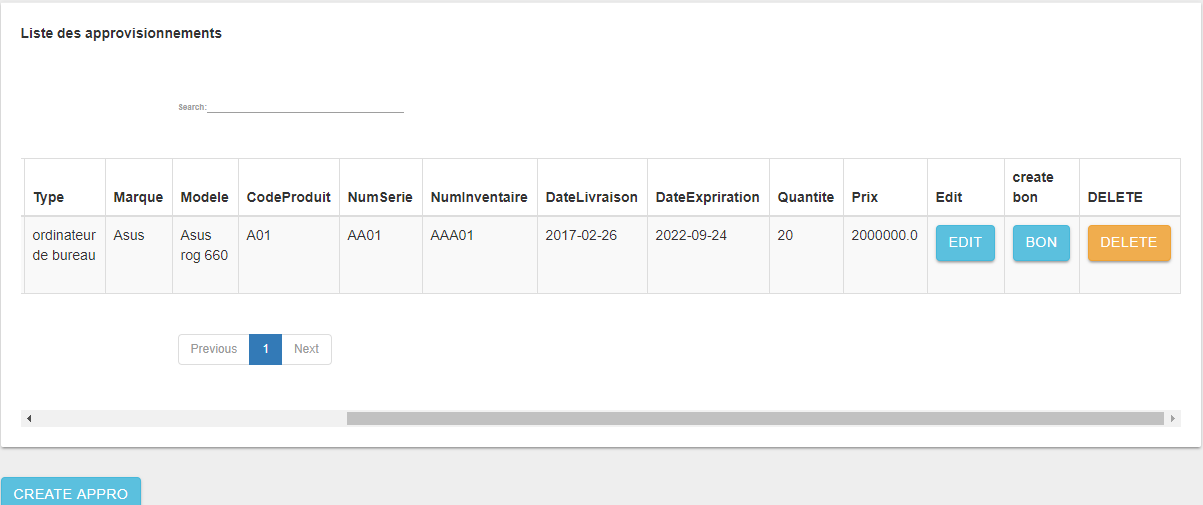 Liste des approvisionnements
Search:
Type Marque Modele CodeProduit NumSerie NumInventaire DateLivraison DateExpriration Quantite Prix Edit create bon DELETE
ordinateur de bureau Asus Asus rog 660 A01 AA01 AAA01 2017-02-26 2022-09-24 20 2000000.0 EDIT BON DELETE
Previous 1 Next
CREATE APPRO